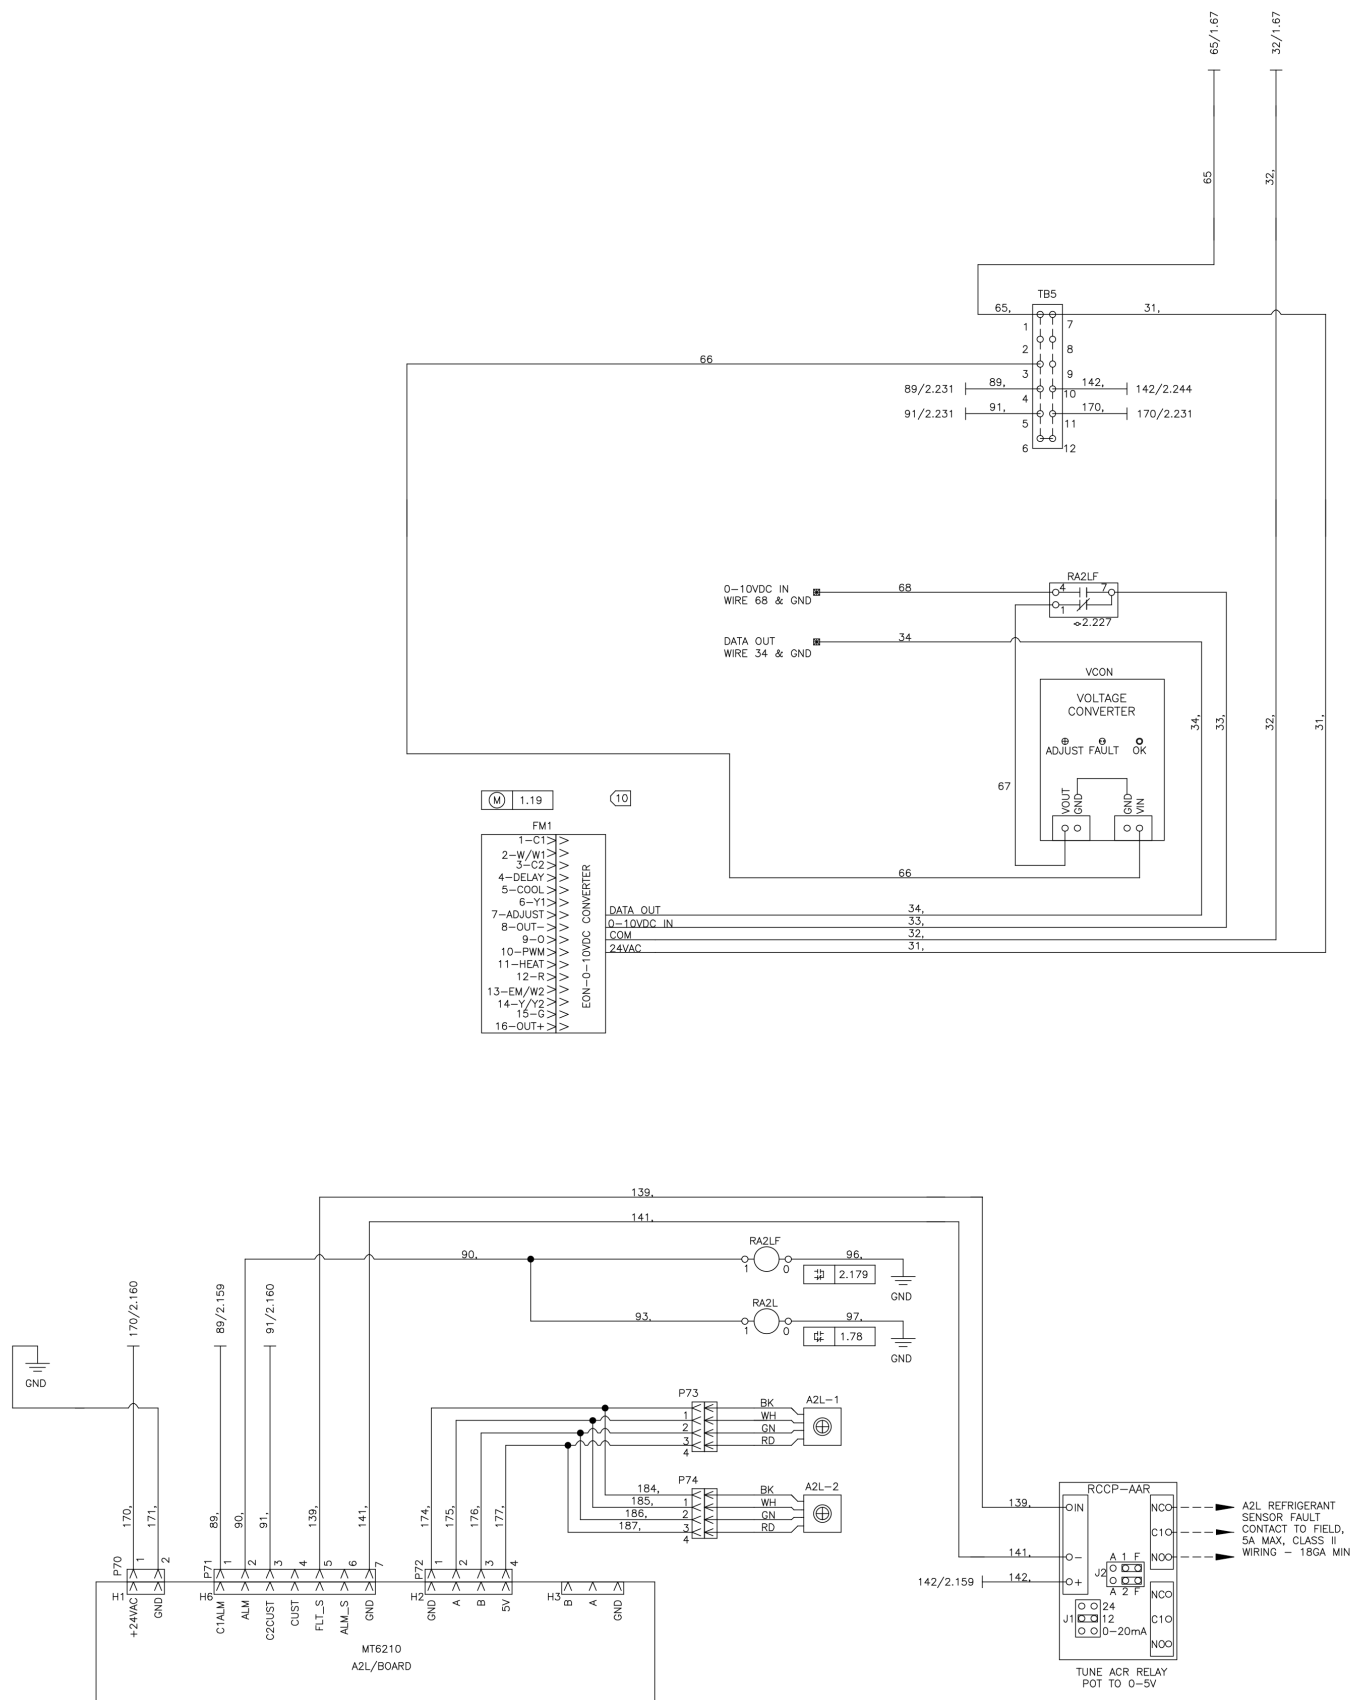 65/1.67
32/1.67
65
32,
TB5
65,
31,
1
7
2
8
66
3
9
89/2.231
89,
142,
142/2.244
4
10
91/2.231
91,
170,
170/2.231
5
11
6
12
RA2LF
0-10VDC IN
WIRE 68 & GND
68
4
7
1
2.227
DATA OUT
WIRE 34 & GND
34
VCON
VOLTAGE
CONVERTER
34,
33,
32,
31,
ADJUST FAULT OK
67
VOUT
GND
GND
VIN
M 1.19
10
FM1
1-C1
2-W/W1
3-C2
4-DELAY
5-COOL
6-Y1
7-ADJUST
8-OUT-
9-O
10-PWM
11-HEAT
12-R
13-EM/W2
14-Y/Y2
15-G
16-OUT+
EON-0-10VDC CONVERTER
66
DATA OUT 34,
0-10VDC IN 33,
COM 32,
24VAC 31,
139,
141,
90,
RA2LF
1
0
96,
2.179
GND
RA2L
93,
1
0
97,
1.78
GND
170/2.160
89/2.159
91/2.160
GND
P73
BK
A2L-1
1
WH
2
GN
3
RD
4
P74
184,
BK
A2L-2
185,
1
WH
186,
2
GN
187,
3
RD
4
170,
171,
89,
90,
91,
139,
141,
174,
175,
176,
177,
P70
1
2
P71
1
2
3
4
5
6
7
P72
1
2
3
4
H1
H6
H2
H3
+24VAC
GND
C1ALM
ALM
C2CUST
CUST
FLT_S
ALM_S
GND
GND
A
B
5V
B
A
GND
MT6210
A2L/BOARD
RCCP-AAR
139,
IN
NC
C1
NO
141,
-
142/2.159
142,
+
A 1 F
J2
A 2 F
NC
C1
NO
24
J1
12
0-20mA
A2L REFRIGERANT
SENSOR FAULT
CONTACT TO FIELD,
5A MAX, CLASS II
WIRING - 18GA MIN
TUNE ACR RELAY
POT TO 0-5V